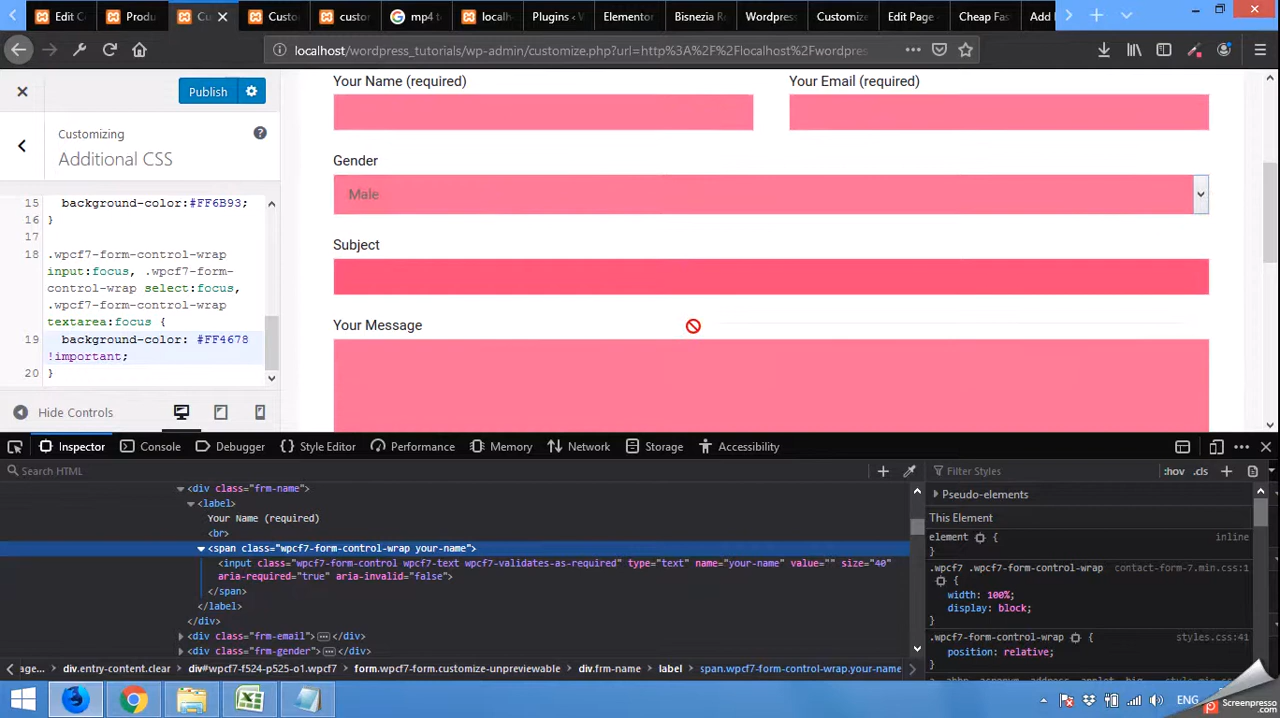 Edit C
Produ
Cu
Custo
custor
mp4 t
localh
Plugins ‹ W
Elementor
Bisnezia R
Wordpress
Customize
Edit Page
Cheap Fas
Add I
localhost/wordpress_tutorials/wp-admin/customize.php?url=http%3A%2F%2Flocalhost%2Fwordpres
Publish
Customizing
Additional CSS
15 background-color:#FF6B93;
16 }
17
18 .wpcf7-form-control-wrap
input:focus, .wpcf7-form-
control-wrap select:focus,
.wpcf7-form-control-wrap
textarea:focus {
19 background-color: #FF4678
!important;
20 }
Hide Controls
Your Name (required)
Your Email (required)
Gender
Male
Subject
Your Message
Inspector
Console
Debugger
Style Editor
Performance
Memory
Network
Storage
Accessibility
Search HTML
<div class="frm-name">
<label>
Your Name (required)
<br>
<span class="wpcf7-form-control-wrap your-name">
<input class="wpcf7-form-control wpcf7-text wpcf7-validates-as-required" type="text" name="your-name" value="" size="40"
aria-required="true" aria-invalid="false">
</span>
</label>
</div>
<div class="frm-email"> </div>
<div class="frm-gender"> </div>
age...
div.entry-content.clear
div#wpcf7-f524-p525-o1.wpcf7
form.wpcf7-form.customize-unpreviewable
div.frm-name
label
span.wpcf7-form-control-wrap.your-name
Filter Styles
:hov .cls
Pseudo-elements
This Element
element { inline
}
.wpcf7 .wpcf7-form-control-wrap contact-form-7.min.css:1
{
width: 100%;
display: block;
}
.wpcf7-form-control-wrap { styles.css:41
position: relative;
}
ENG
Screenpresso
.com